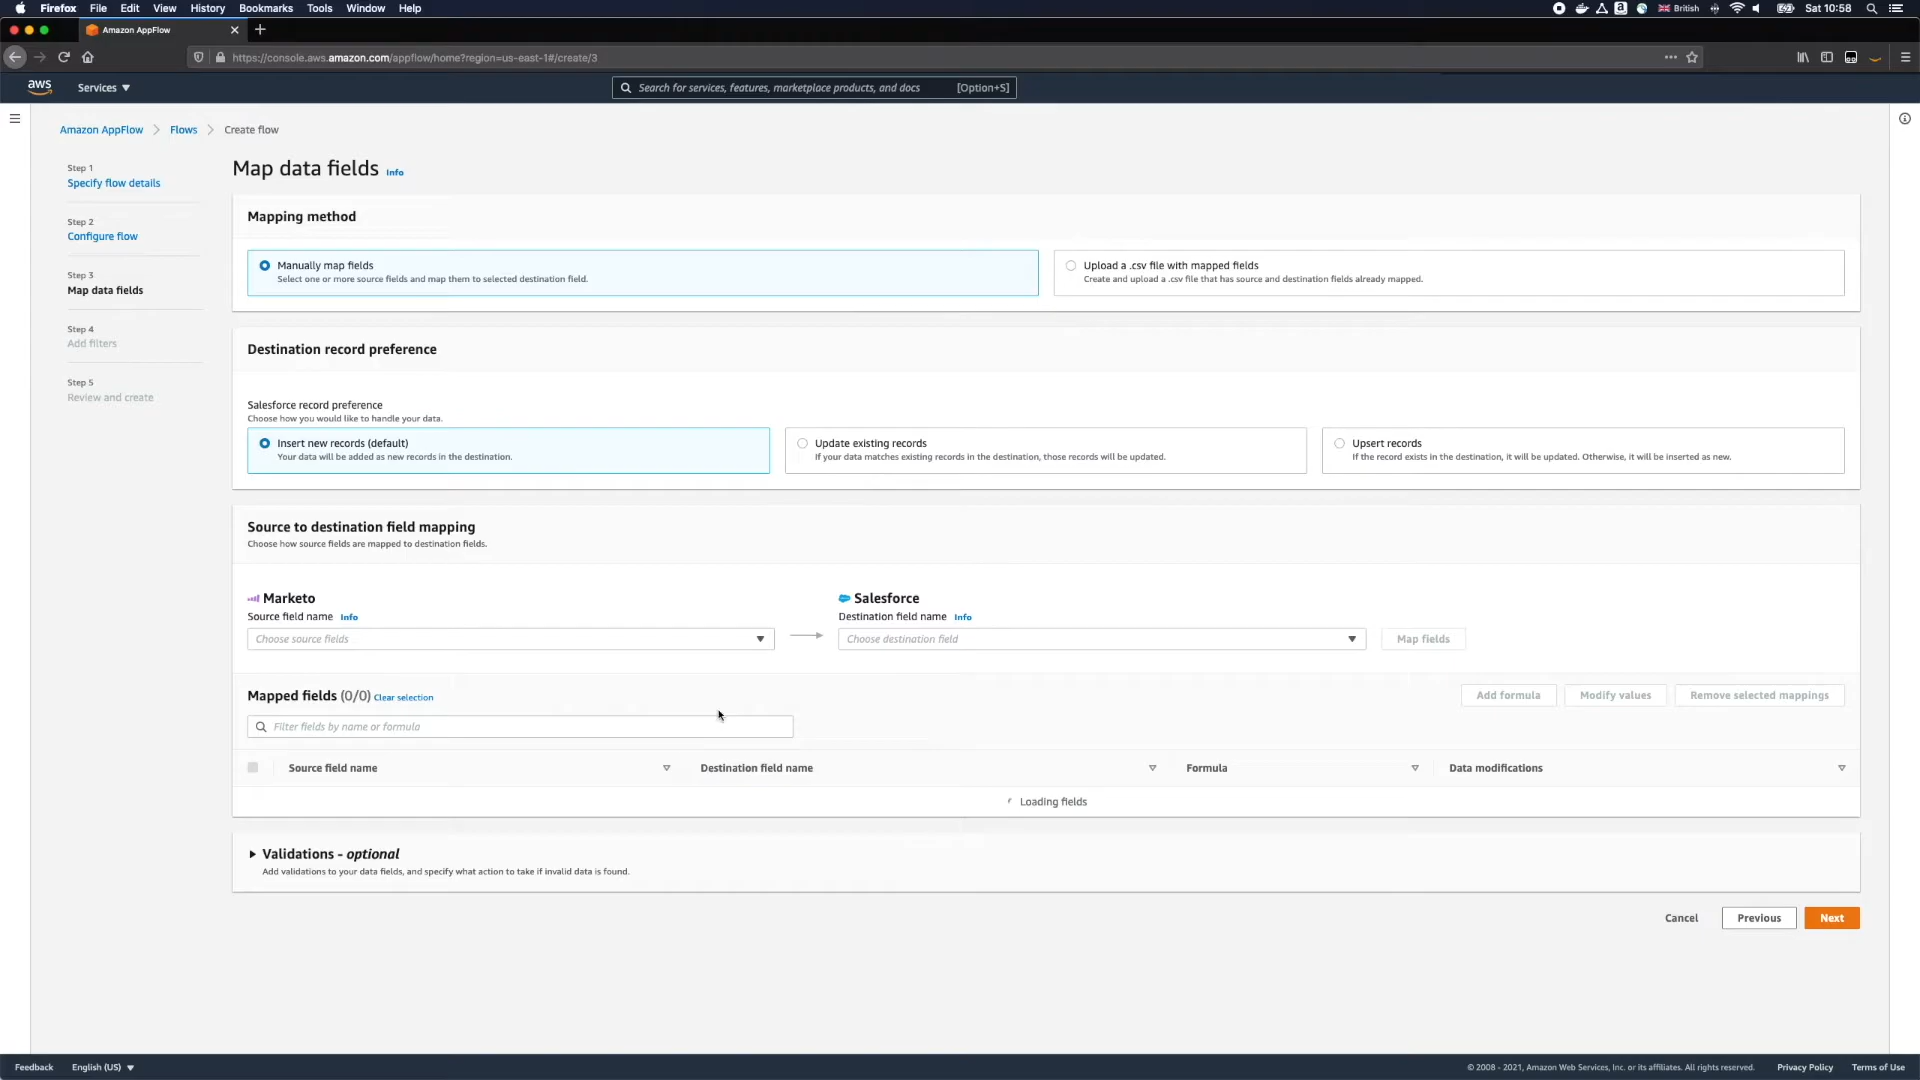 Firefox File Edit View History Bookmarks Tools Window Help
British Sat 10:58
Amazon AppFlow
https://console.aws.amazon.com/appflow/home?region=us-east-1#/create/3
aws Services Search for services, features, marketplace products, and docs [Option+S]
Amazon AppFlow Flows Create flow
Step 1
Specify flow details
Step 2
Configure flow
Step 3
Map data fields
Step 4
Add filters
Step 5
Review and create
Map data fields Info
Mapping method
Manually map fields
Select one or more source fields and map them to selected destination field.
Upload a .csv file with mapped fields
Create and upload a .csv file that has source and destination fields already mapped.
Destination record preference
Salesforce record preference
Choose how you would like to handle your data.
Insert new records (default)
Your data will be added as new records in the destination.
Update existing records
If your data matches existing records in the destination, those records will be updated.
Upsert records
If the record exists in the destination, it will be updated. Otherwise, it will be inserted as new.
Source to destination field mapping
Choose how source fields are mapped to destination fields.
Marketo
Source field name Info
Choose source fields
Salesforce
Destination field name Info
Choose destination field
Map fields
Mapped fields (0/0) Clear selection
Add formula Modify values Remove selected mappings
Filter fields by name or formula
Source field name Destination field name Formula Data modifications
Loading fields
Validations - optional
Add validations to your data fields, and specify what action to take if invalid data is found.
Cancel Previous Next
Feedback English (US) © 2008 - 2021, Amazon Web Services, Inc. or its affiliates. All rights reserved. Privacy Policy Terms of Use